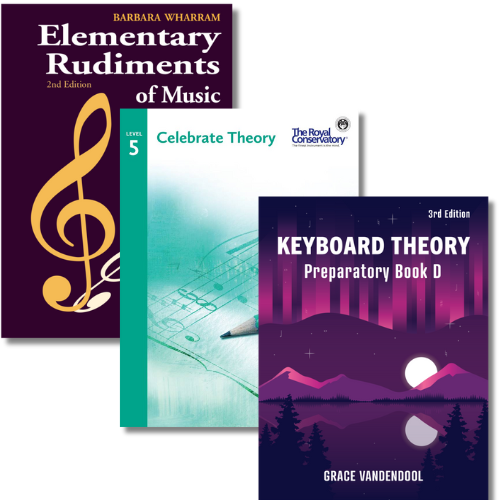 BARBARA WHARRAM
Elementary
Rudiments
2nd Edition
of Music
LEVEL
5
Celebrate Theory
The Royal
Conservatory
3rd Edition
KEYBOARD THEORY
Preparatory Book D
GRACE VANDENDOOL